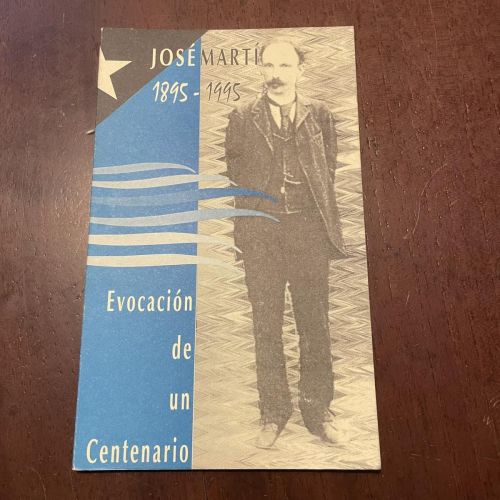 JOSÉ MARTÍ
1895-1995
Evocación
de
un
Centenario